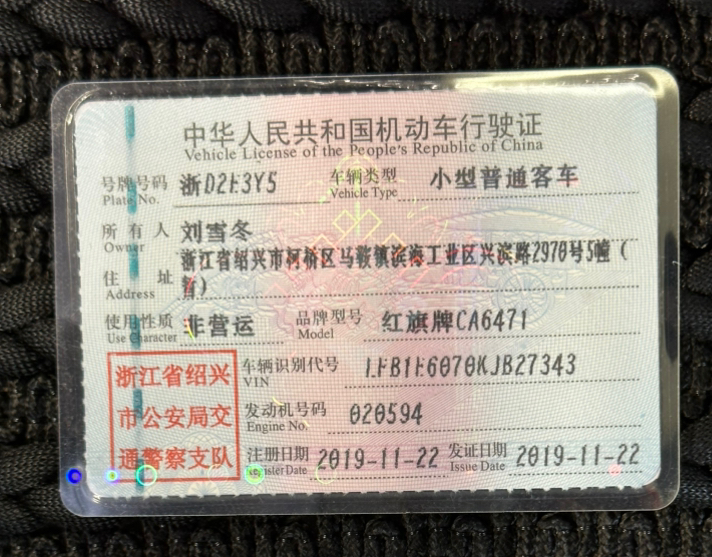 中华人民共和国机动车行驶证
Vehicle License of the People's Republic of China
号牌号码 浙D2E3Y5 车辆类型 小型普通客车
Plate No. Vehicle Type
所有人 刘雪冬
Owner
浙江省绍兴市柯桥区马鞍镇滨海工业区兴滨路2970号5幢(
住址 暂)
Address
使用性质 非营运 品牌型号 红旗牌CA6471
Use Character Model
浙江省绍兴
市公安局交
通警察支队
车辆识别代号 LFB1E6070KJB27343
VIN
发动机号码 020594
Engine No.
注册日期 2019-11-22 发证日期 2019-11-22
Register Date Issue Date